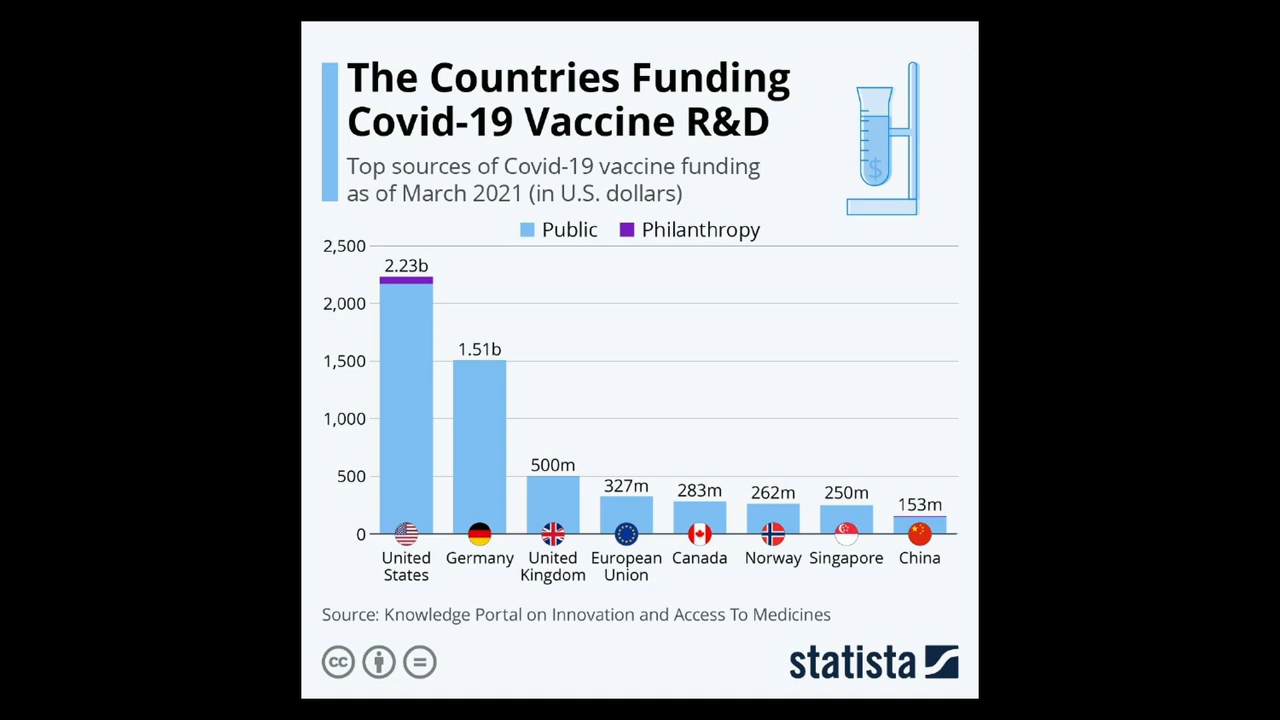 The Countries Funding
Covid-19 Vaccine R&D
Top sources of Covid-19 vaccine funding
as of March 2021 (in U.S. dollars)
$
Public Philanthropy
2,500
2.23b
2,000
1.51b
1,500
1,000
500m
500
327m 283m 262m 250m 153m
0
United States Germany United Kingdom European Union Canada Norway Singapore China
Source: Knowledge Portal on Innovation and Access To Medicines
cc
=
statista